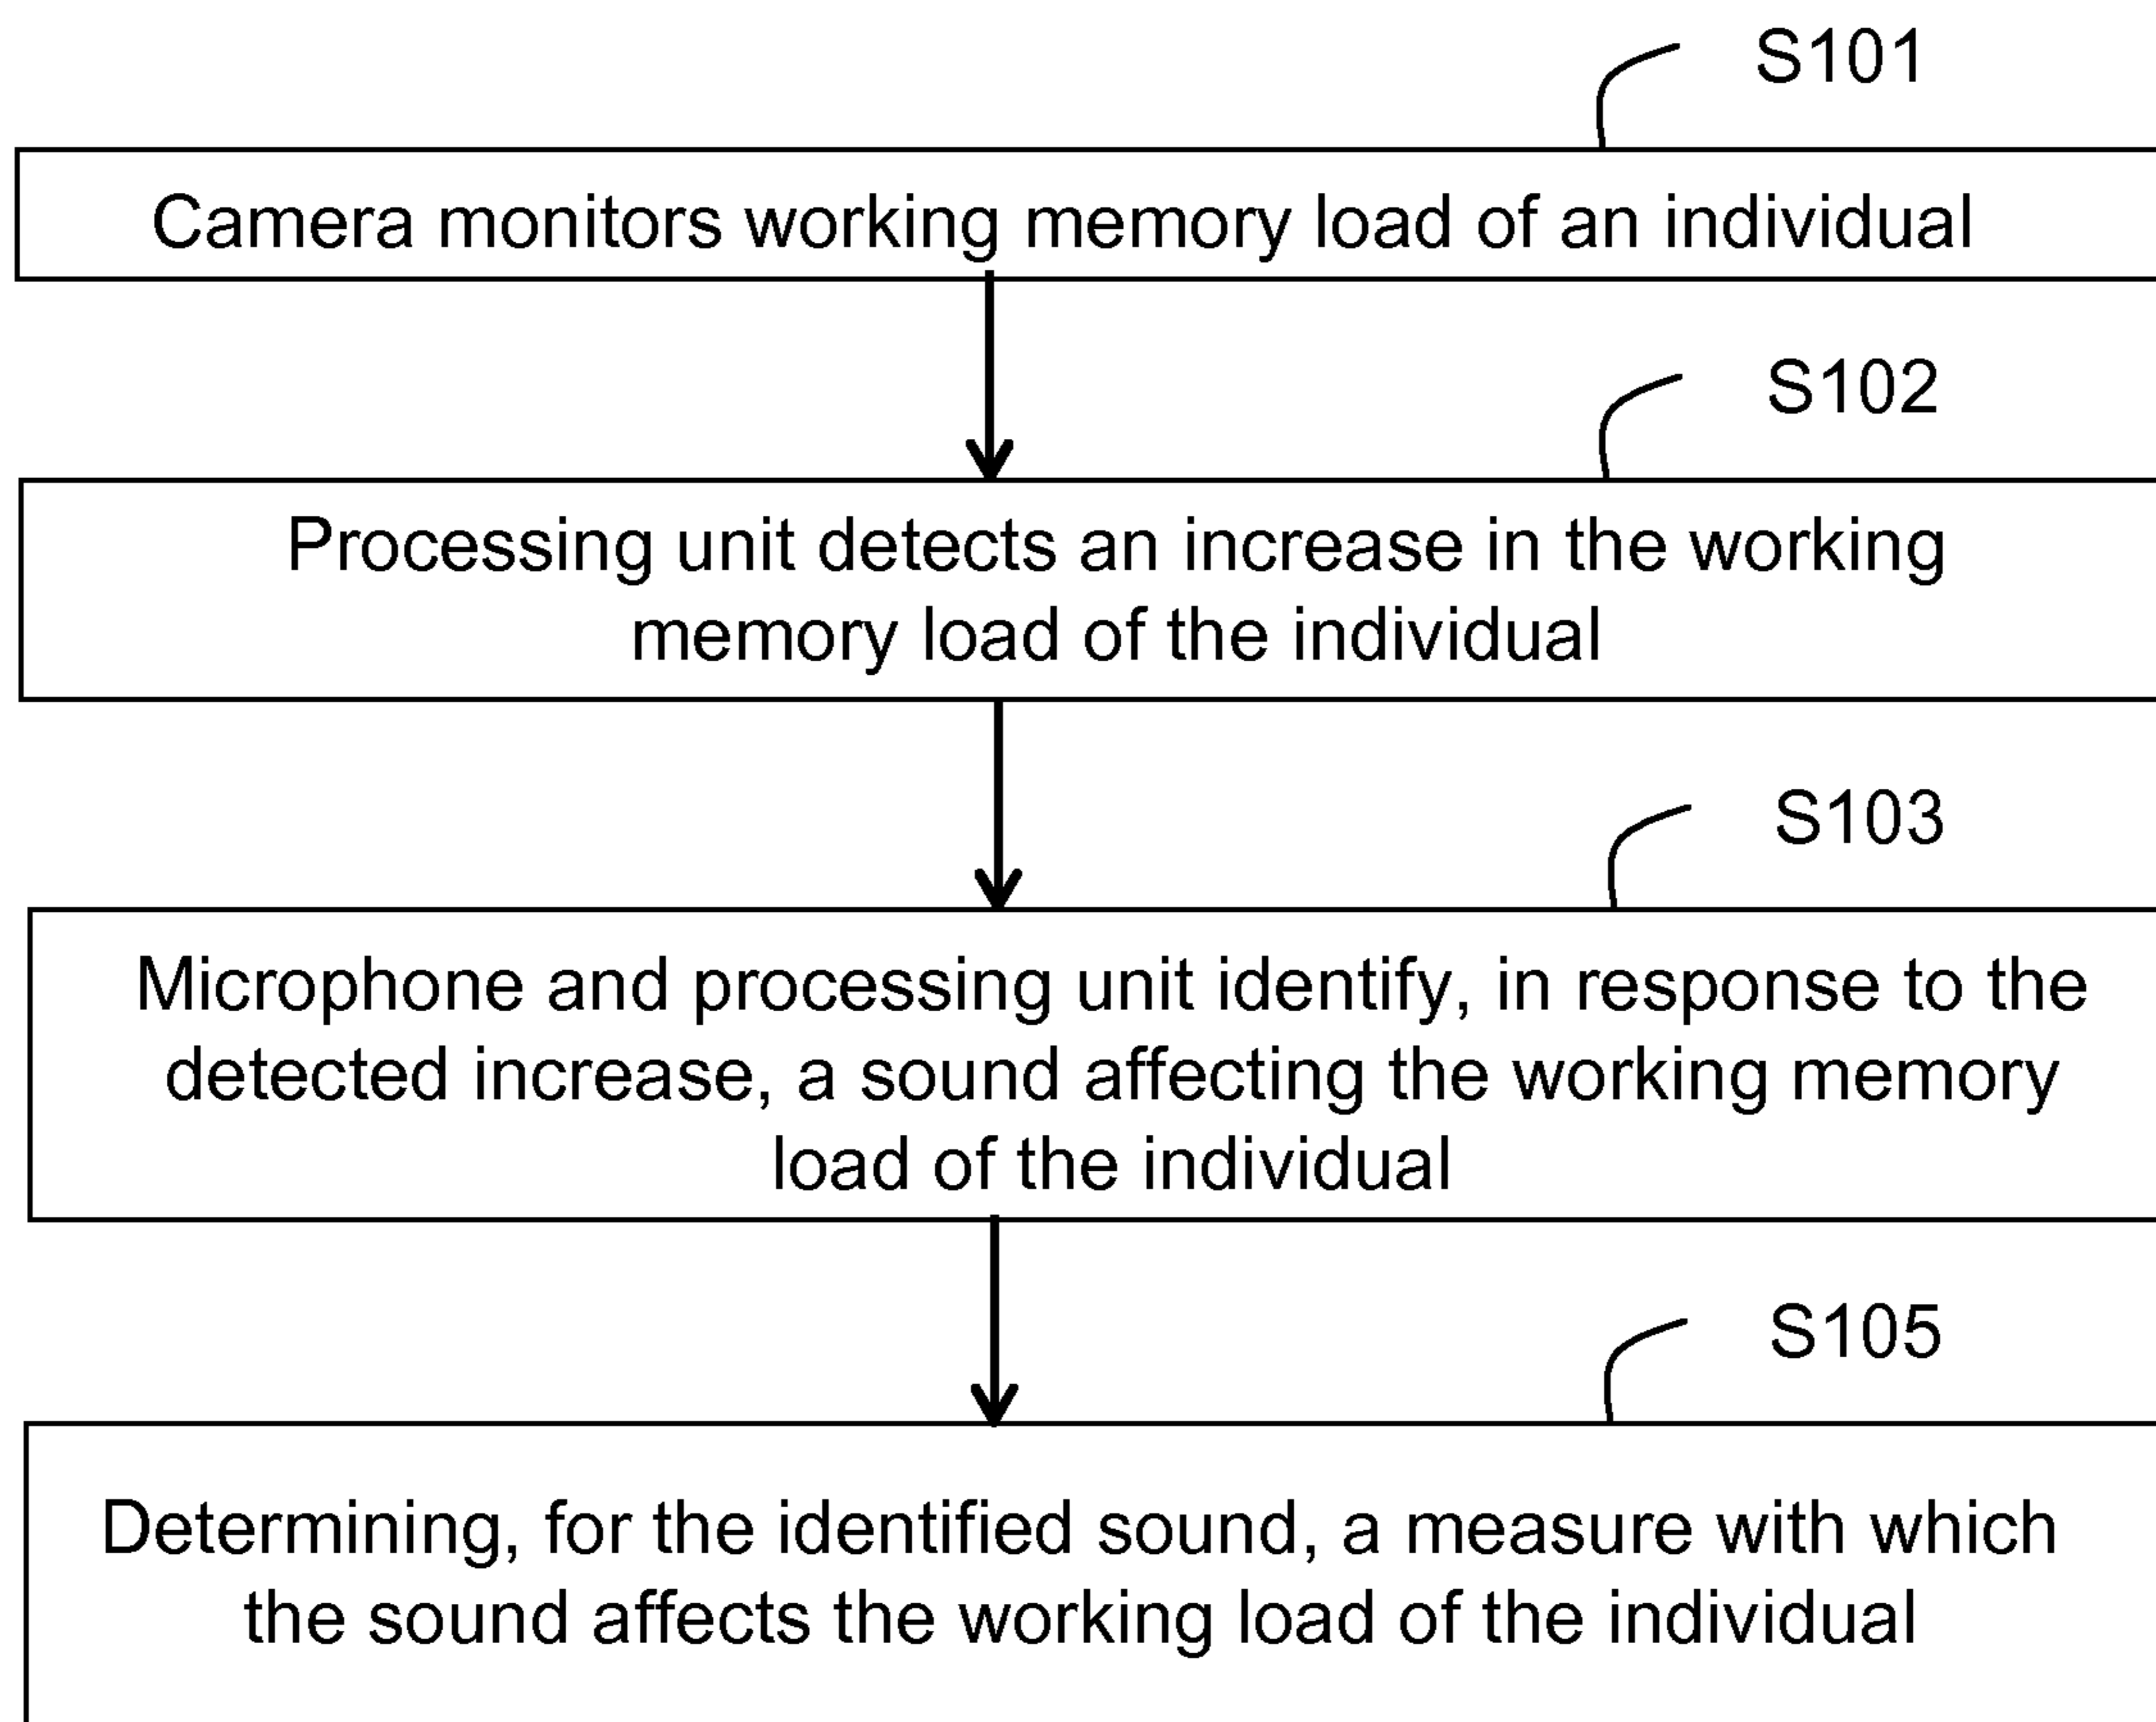 S101
Camera monitors working memory load of an individual
S102
Processing unit detects an increase in the working
memory load of the individual
S103
Microphone and processing unit identify, in response to the
detected increase, a sound affecting the working memory
load of the individual
S105
Determining, for the identified sound, a measure with which
the sound affects the working load of the individual